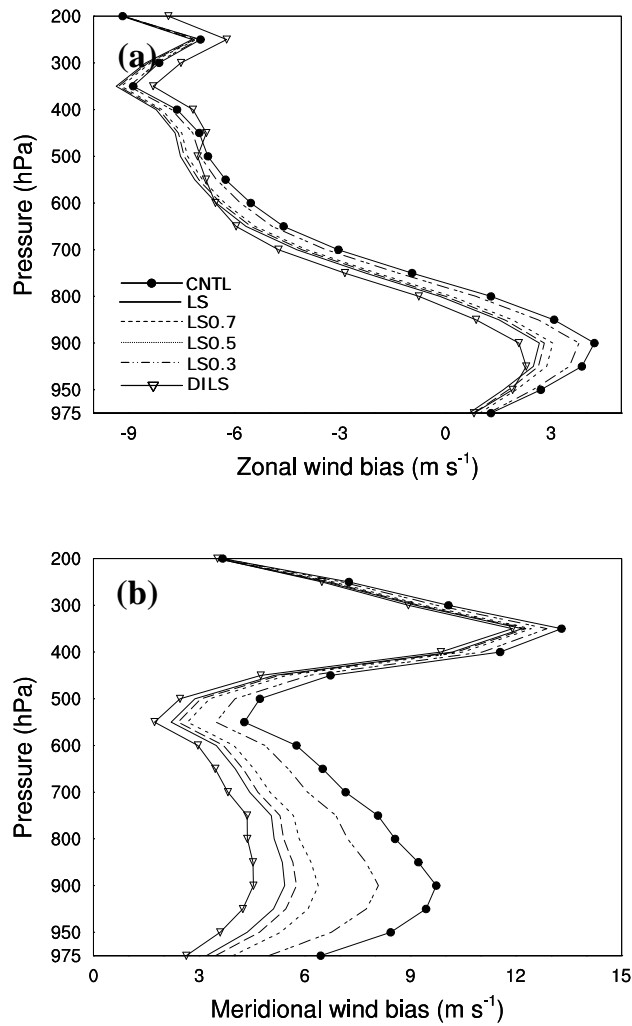 200
300
400
500
600
700
800
900
950
975
Pressure (hPa)
(a)
CNTL
LS
LS0.7
LS0.5
LS0.3
DILS
-9 -6 -3 0 3
Zonal wind bias (m s⁻¹)
200
300
400
500
600
700
800
900
950
975
Pressure (hPa)
(b)
0 3 6 9 12 15
Meridional wind bias (m s⁻¹)